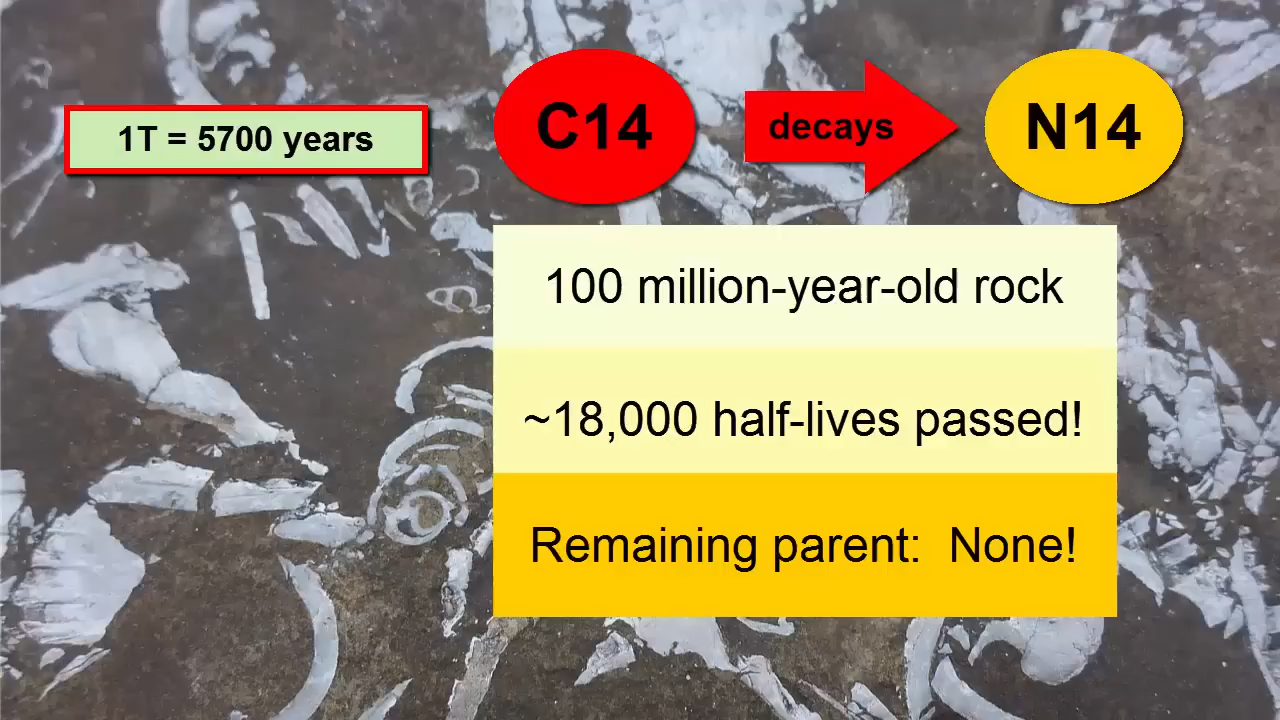 1T = 5700 years
C14
decays
N14
100 million-year-old rock
~18,000 half-lives passed!
Remaining parent: None!